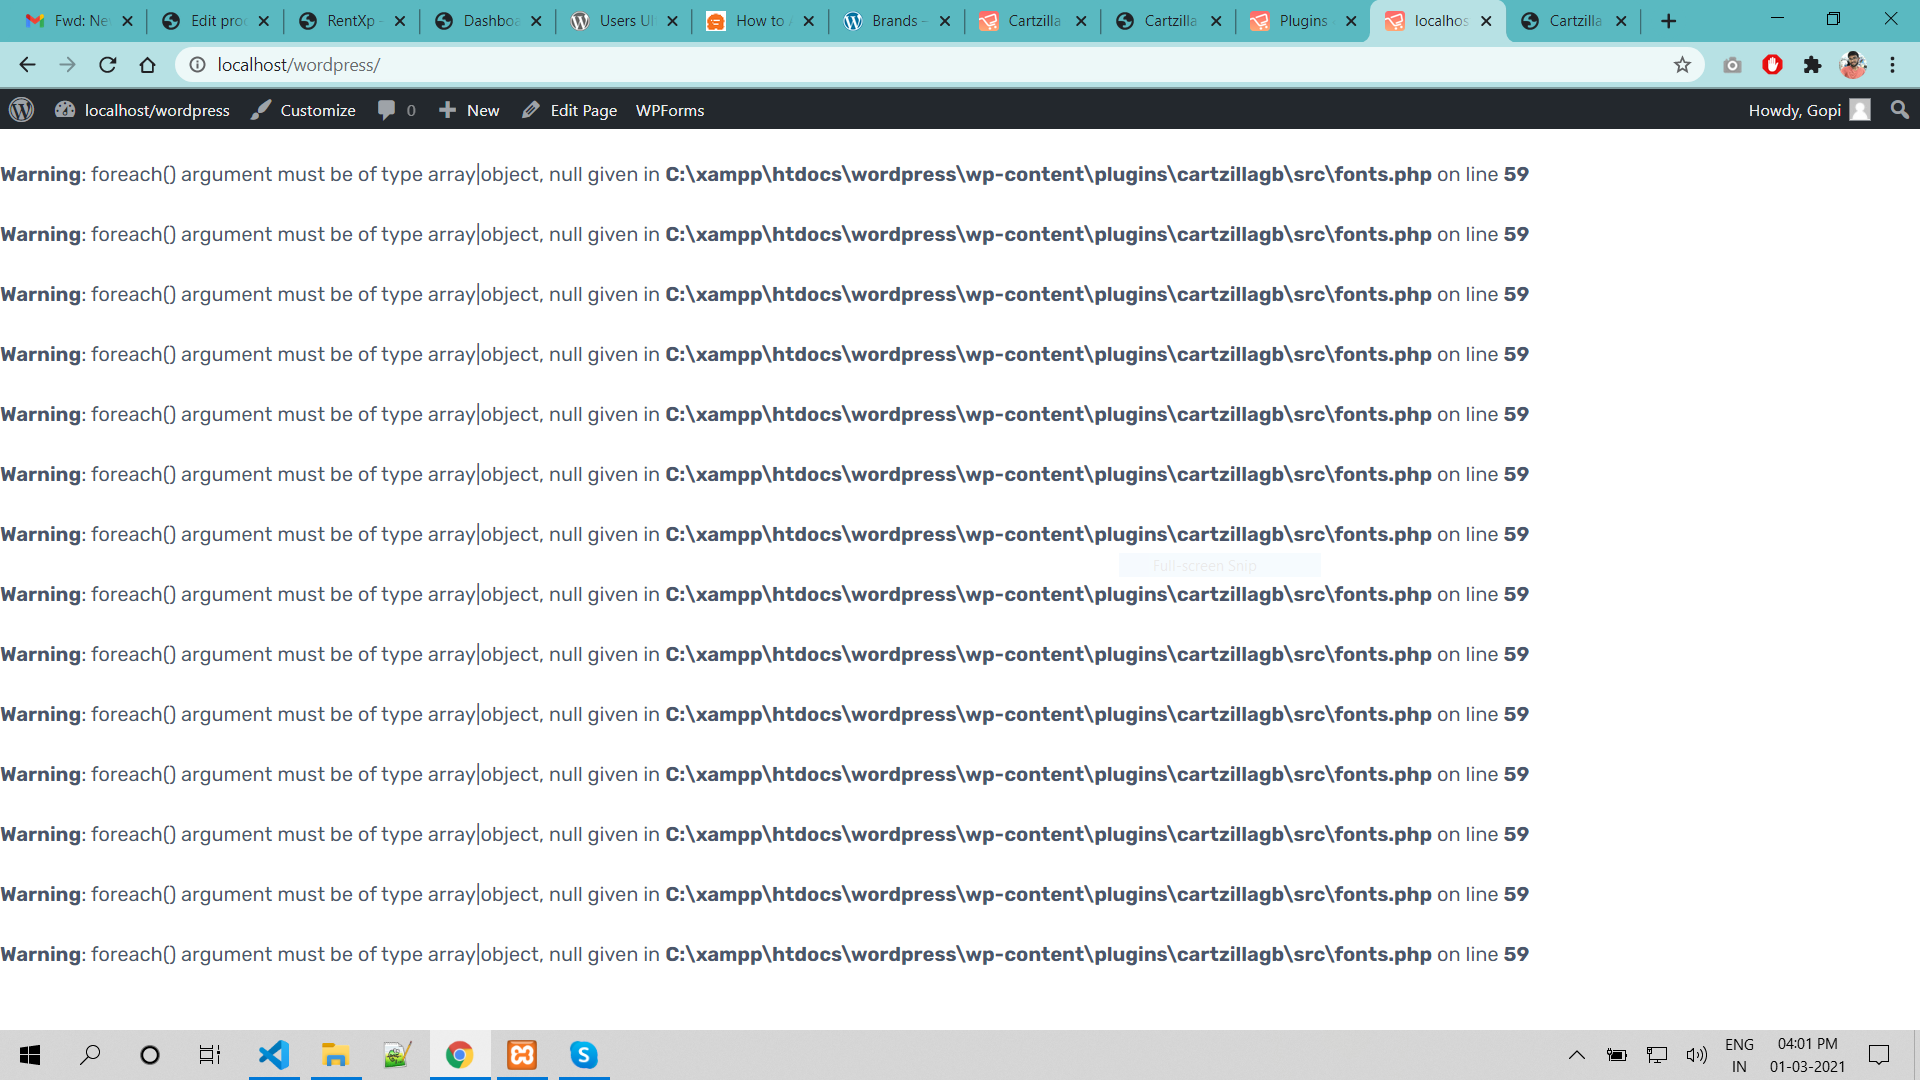 Fwd: Ne
Edit pro
RentXp -
Dashbo
Users Ul
How to
Brands -
Cartzilla
Cartzilla
Plugins
localhos
Cartzilla
localhost/wordpress/
localhost/wordpress Customize 0 New Edit Page WPForms Howdy, Gopi
Warning: foreach() argument must be of type array|object, null given in C:\xampp\htdocs\wordpress\wp-content\plugins\cartzillagb\src\fonts.php on line 59
Warning: foreach() argument must be of type array|object, null given in C:\xampp\htdocs\wordpress\wp-content\plugins\cartzillagb\src\fonts.php on line 59
Warning: foreach() argument must be of type array|object, null given in C:\xampp\htdocs\wordpress\wp-content\plugins\cartzillagb\src\fonts.php on line 59
Warning: foreach() argument must be of type array|object, null given in C:\xampp\htdocs\wordpress\wp-content\plugins\cartzillagb\src\fonts.php on line 59
Warning: foreach() argument must be of type array|object, null given in C:\xampp\htdocs\wordpress\wp-content\plugins\cartzillagb\src\fonts.php on line 59
Warning: foreach() argument must be of type array|object, null given in C:\xampp\htdocs\wordpress\wp-content\plugins\cartzillagb\src\fonts.php on line 59
Warning: foreach() argument must be of type array|object, null given in C:\xampp\htdocs\wordpress\wp-content\plugins\cartzillagb\src\fonts.php on line 59
Full-screen Snip
Warning: foreach() argument must be of type array|object, null given in C:\xampp\htdocs\wordpress\wp-content\plugins\cartzillagb\src\fonts.php on line 59
Warning: foreach() argument must be of type array|object, null given in C:\xampp\htdocs\wordpress\wp-content\plugins\cartzillagb\src\fonts.php on line 59
Warning: foreach() argument must be of type array|object, null given in C:\xampp\htdocs\wordpress\wp-content\plugins\cartzillagb\src\fonts.php on line 59
Warning: foreach() argument must be of type array|object, null given in C:\xampp\htdocs\wordpress\wp-content\plugins\cartzillagb\src\fonts.php on line 59
Warning: foreach() argument must be of type array|object, null given in C:\xampp\htdocs\wordpress\wp-content\plugins\cartzillagb\src\fonts.php on line 59
Warning: foreach() argument must be of type array|object, null given in C:\xampp\htdocs\wordpress\wp-content\plugins\cartzillagb\src\fonts.php on line 59
Warning: foreach() argument must be of type array|object, null given in C:\xampp\htdocs\wordpress\wp-content\plugins\cartzillagb\src\fonts.php on line 59
ENG
IN
04:01 PM
01-03-2021